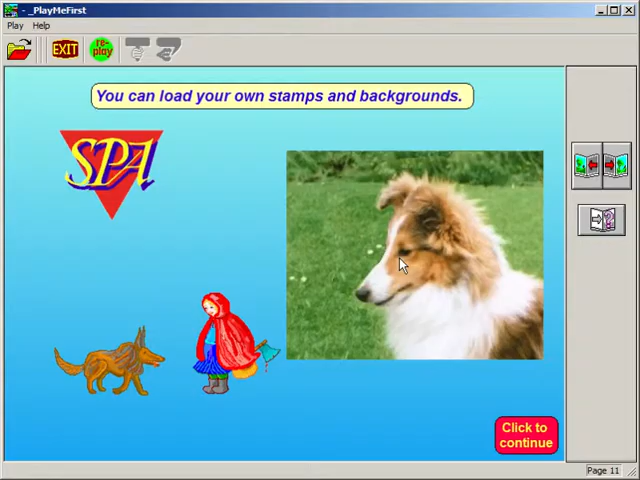 - _PlayMeFirst
Play Help
EXIT
re-
play
You can load your own stamps and backgrounds.
SPA
Click to
continue
Page 11